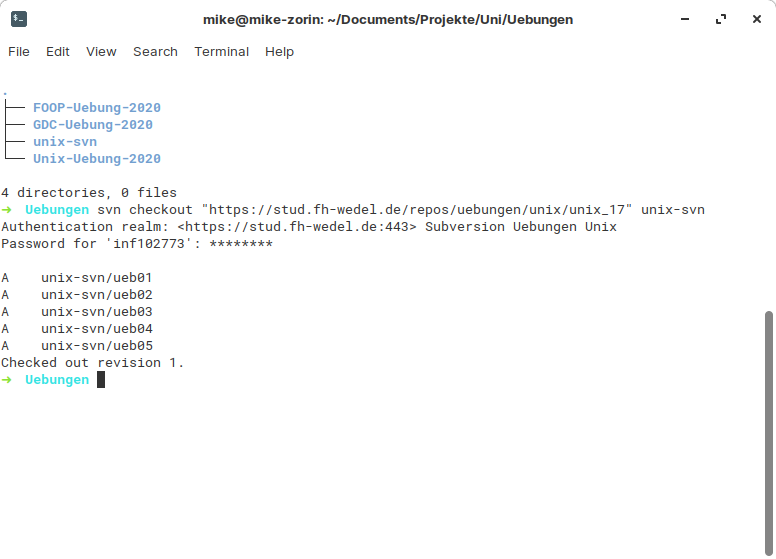 mike@mike-zorin: ~/Documents/Projekte/Uni/Uebungen
File Edit View Search Terminal Help
.
├── FOOP-Uebung-2020
├── GDC-Uebung-2020
├── unix-svn
└── Unix-Uebung-2020
4 directories, 0 files
➜ Uebungen svn checkout "https://stud.fh-wedel.de/repos/uebungen/unix/unix_17" unix-svn
Authentication realm: <https://stud.fh-wedel.de:443> Subversion Uebungen Unix
Password for 'inf102773': ********
A    unix-svn/ueb01
A    unix-svn/ueb02
A    unix-svn/ueb03
A    unix-svn/ueb04
A    unix-svn/ueb05
Checked out revision 1.
➜ Uebungen